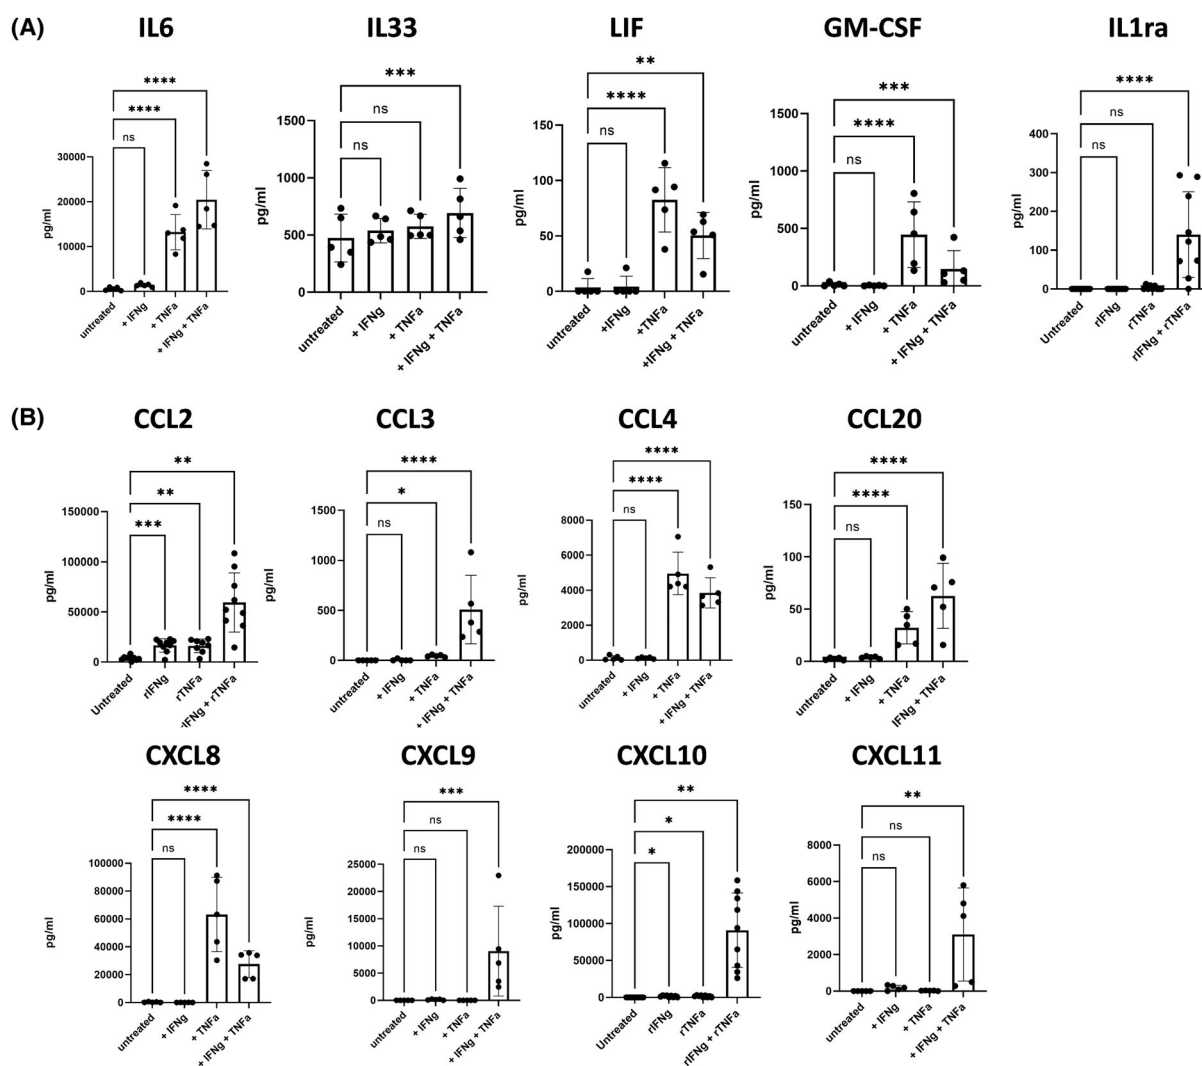 (A) IL6 IL33 LIF GM-CSF IL1ra
**** **** ns
pg/ml
30000
20000
10000
0
untreated + IFNg + TNFa + IFNg + TNFa
*** ns ns
pg/ml
1500
1000
500
0
untreated + IFNg + TNFa + IFNg + TNFa
** **** ns
pg/ml
150
100
50
0
untreated +IFNg +TNFa +IFNg + TNFa
*** **** ns
pg/ml
1500
1000
500
0
untreated + IFNg + TNFa + IFNg + TNFa
**** ns ns
pg/ml
400
300
200
100
0
Untreated rIFNg rTNFa rIFNg + rTNFa
(B) CCL2 CCL3 CCL4 CCL20
** ** ***
pg/ml
150000
100000
50000
0
Untreated rIFNg rTNFa rIFNg + rTNFa
**** * ns
pg/ml
1500
1000
500
0
untreated + IFNg + TNFa + IFNg + TNFa
**** **** ns
pg/ml
8000
6000
4000
2000
0
untreated + IFNg + TNFa + IFNg + TNFa
**** **** ns
pg/ml
150
100
50
0
untreated + IFNg + TNFa IFNg + TNFa
CXCL8 CXCL9 CXCL10 CXCL11
**** **** ns
pg/ml
100000
80000
60000
40000
20000
0
untreated + IFNg + TNFa + IFNg + TNFa
*** ns ns
pg/ml
25000
20000
15000
10000
5000
0
untreated + IFNg + TNFa + IFNg + TNFa
** * *
pg/ml
200000
150000
100000
50000
0
Untreated rIFNg rTNFa rIFNg + rTNFa
** ns ns
pg/ml
8000
6000
4000
2000
0
untreated + IFNg + TNFa + IFNg + TNFa